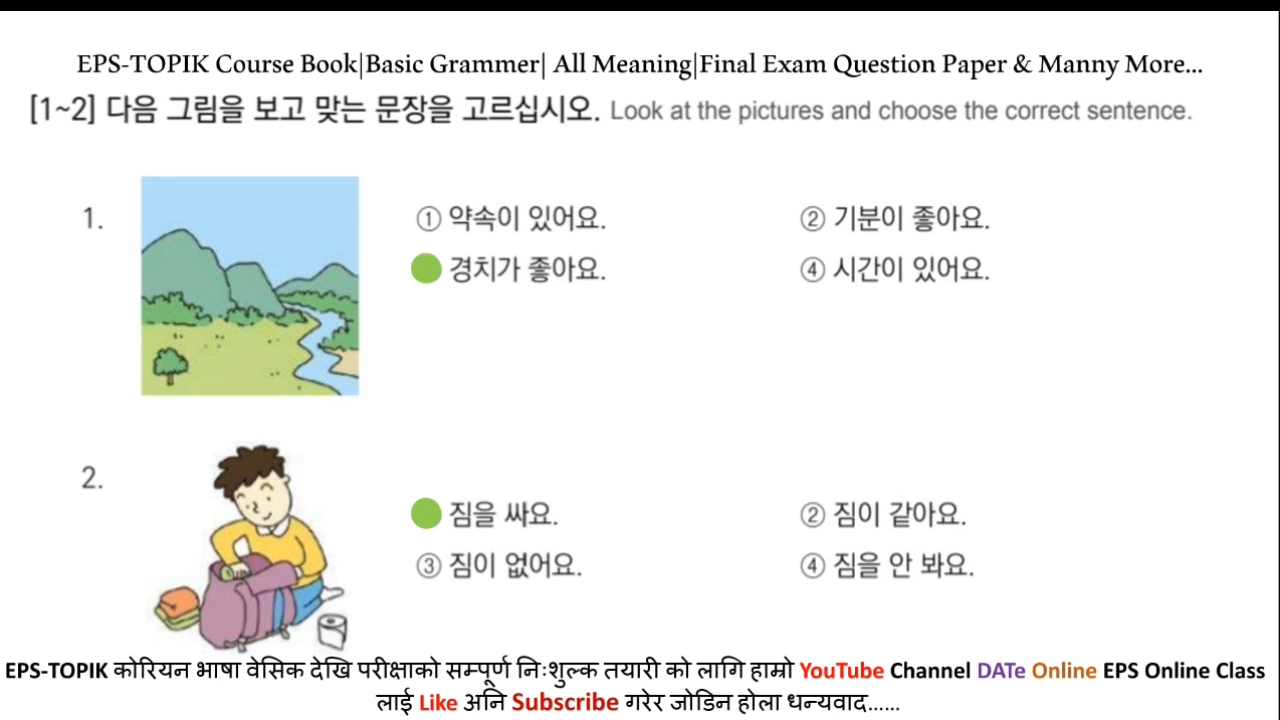 EPS-TOPIK Course Book|Basic Grammer| All Meaning|Final Exam Question Paper & Manny More...
[1~2] 다음 그림을 보고 맞는 문장을 고르십시오. Look at the pictures and choose the correct sentence.
1.
① 약속이 있어요. ② 기분이 좋아요.
경치가 좋아요. ④ 시간이 있어요.
2.
짐을 싸요. ② 짐이 같아요.
③ 짐이 없어요. ④ 짐을 안 봐요.
EPS-TOPIK कोरियन भाषा वेसिक देखि परीक्षाको सम्पूर्ण निःशुल्क तयारी को लागि हाम्रो YouTube Channel DATe Online EPS Online Class
लाई Like अनि Subscribe गरेर जोडिन होला धन्यवाद......